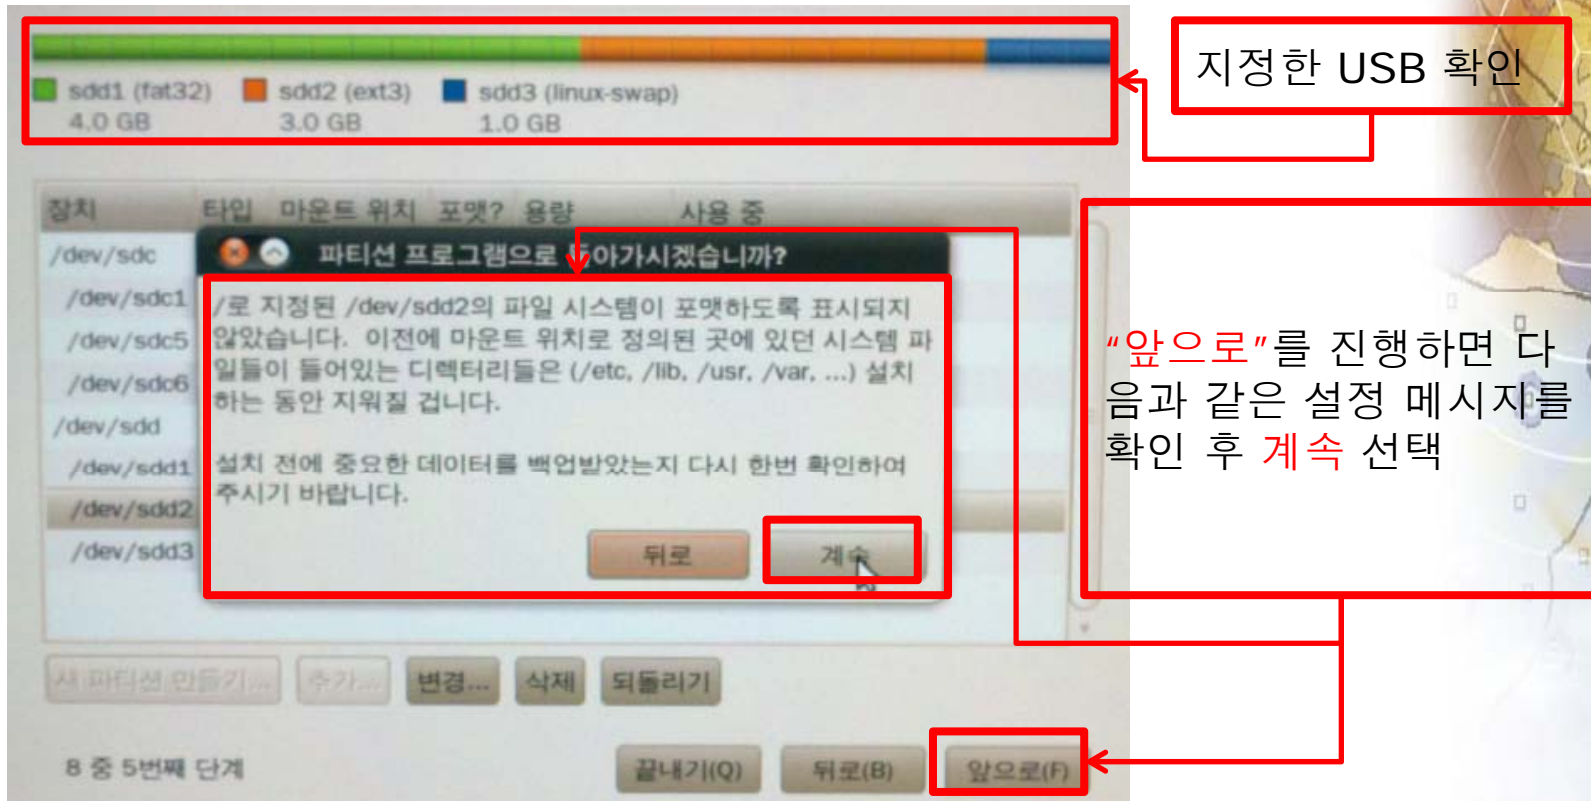 지정한 USB 확인
sdd1 (fat32) sdd2 (ext3) sdd3 (linux-swap)
4.0 GB 3.0 GB 1.0 GB
장치 타입 마운트 위치 포맷? 용량 사용 중
/dev/sdc
/dev/sdc1
/dev/sdc5
/dev/sdc6
/dev/sdd
/dev/sdd1
/dev/sdd2
/dev/sdd3
파티션 프로그램으로 돌아가시겠습니까?
/로 지정된 /dev/sdd2의 파일 시스템이 포맷하도록 표시되지
않았습니다. 이전에 마운트 위치로 정의된 곳에 있던 시스템 파
일들이 들어있는 디렉터리들은 (/etc, /lib, /usr, /var, ...) 설치
하는 동안 지워질 겁니다.
설치 전에 중요한 데이터를 백업받았는지 다시 한번 확인하여
주시기 바랍니다.
뒤로 계속
“앞으로”를 진행하면 다
음과 같은 설정 메시지를
확인 후 계속 선택
새 파티션 만들기... 추가... 변경... 삭제 되돌리기
8 중 5번째 단계
끝내기(Q) 뒤로(B) 앞으로(F)